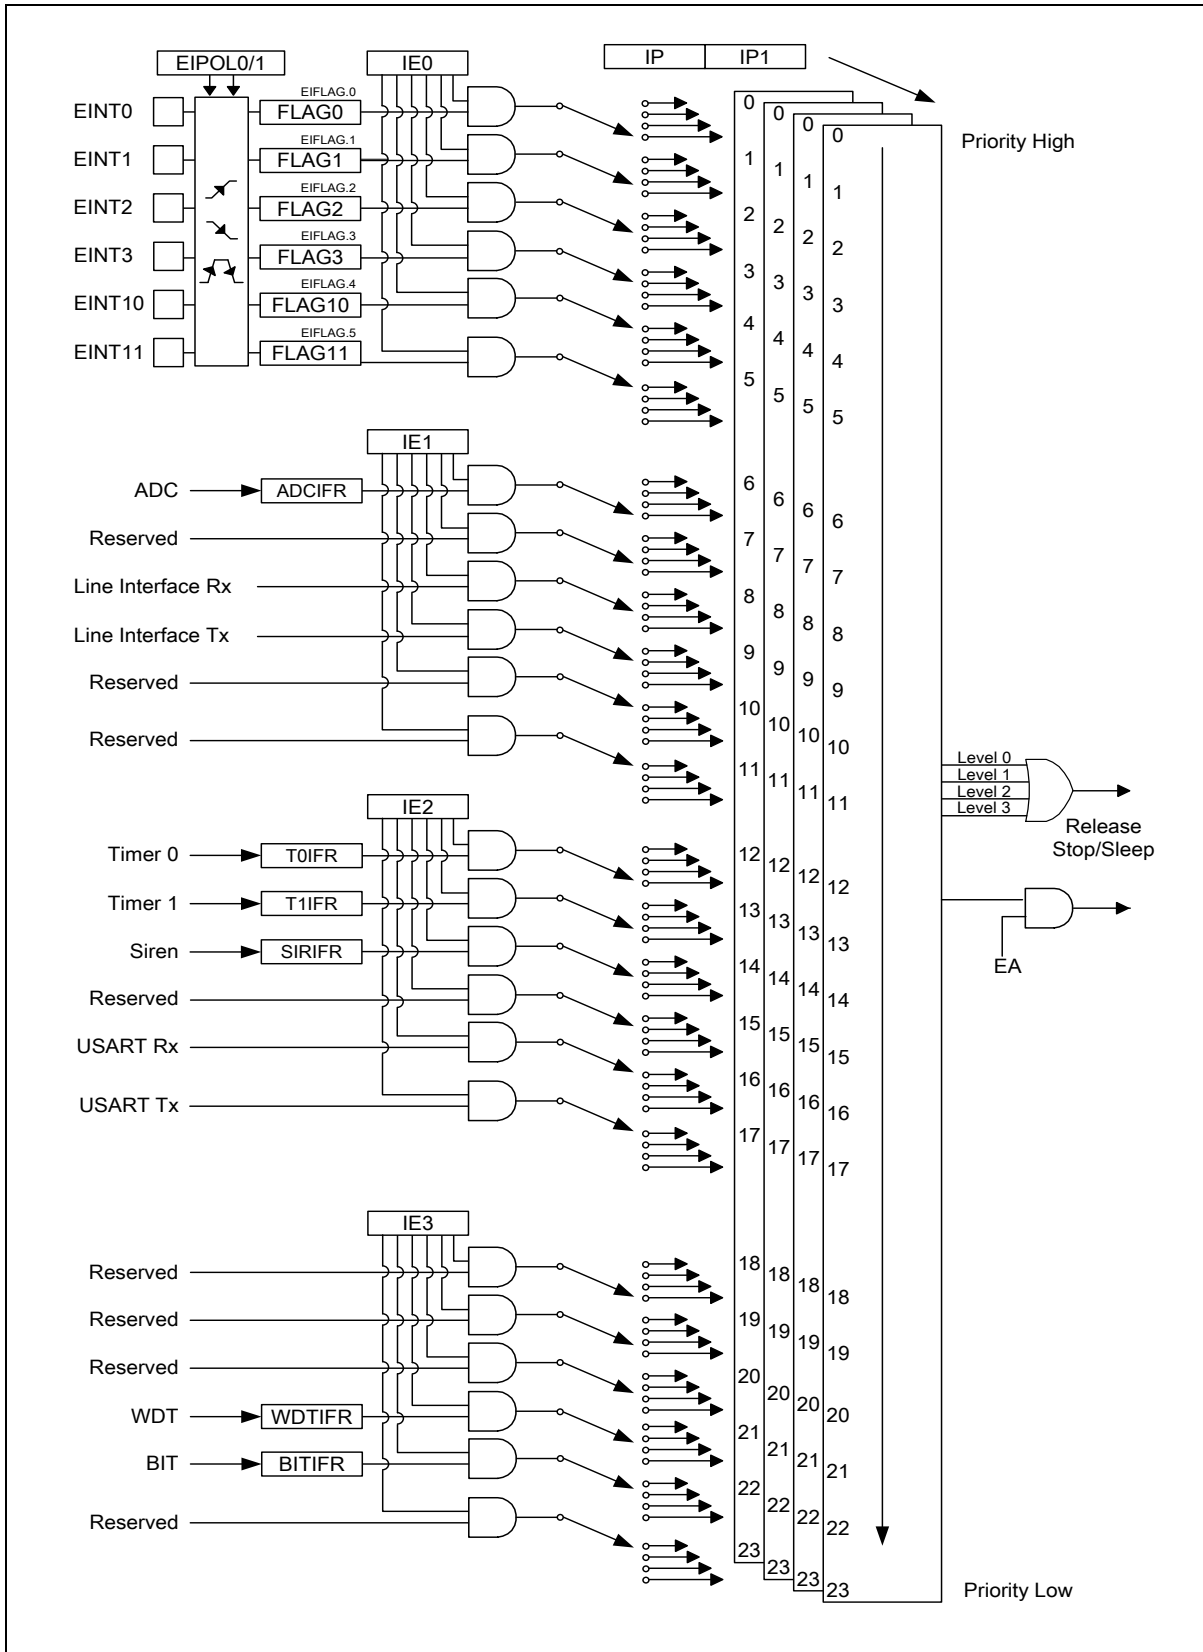 EIPOL0/1
IE0
IP IP1
EINT0
EIFLAG.0
FLAG0
EINT1
EIFLAG.1
FLAG1
EINT2
EIFLAG.2
FLAG2
EINT3
EIFLAG.3
FLAG3
EINT10
EIFLAG.4
FLAG10
EINT11
EIFLAG.5
FLAG11
0 0 0 0
1 1 1 1
2 2 2 2
3 3 3 3
4 4 4 4
5 5 5 5
Priority High
IE1
ADC ADCIFR
Reserved
Line Interface Rx
Line Interface Tx
Reserved
Reserved
6 6 6 6
7 7 7 7
8 8 8 8
9 9 9 9
10 10 10 10
11 11 11 11
Level 0
Level 1
Level 2
Level 3
Release
Stop/Sleep
EA
IE2
Timer 0 T0IFR
Timer 1 T1IFR
Siren SIRIFR
Reserved
USART Rx
USART Tx
12 12 12 12
13 13 13 13
14 14 14 14
15 15 15 15
16 16 16 16
17 17 17 17
IE3
Reserved
Reserved
Reserved
WDT WDTIFR
BIT BITIFR
Reserved
18 18 18 18
19 19 19 19
20 20 20 20
21 21 21 21
22 22 22 22
23 23 23 23
Priority Low